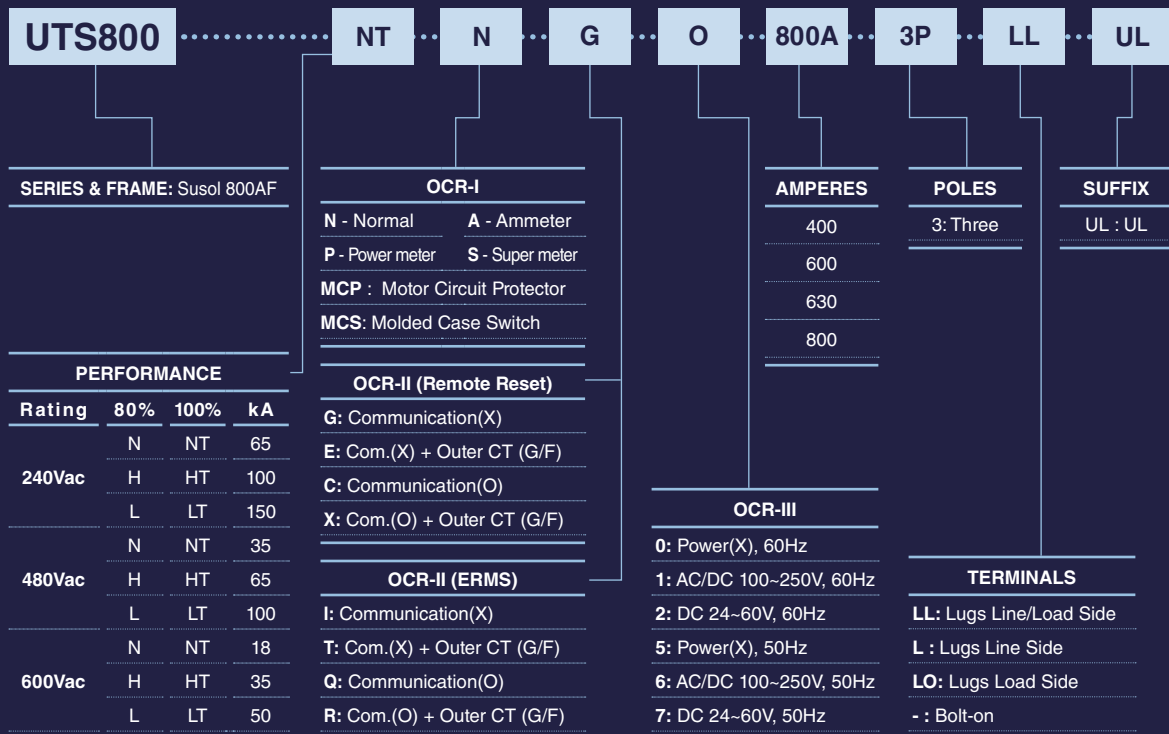 UTS800 NT N G O 800A 3P LL UL
SERIES & FRAME: Susol 800AF
PERFORMANCE
Rating 80% 100% kA
240Vac
N NT 65
H HT 100
L LT 150
480Vac
N NT 35
H HT 65
L LT 100
600Vac
N NT 18
H HT 35
L LT 50
OCR-I
N - Normal A - Ammeter
P - Power meter S - Super meter
MCP : Motor Circuit Protector
MCS: Molded Case Switch
OCR-II (Remote Reset)
G: Communication(X)
E: Com.(X) + Outer CT (G/F)
C: Communication(O)
X: Com.(O) + Outer CT (G/F)
OCR-II (ERMS)
I: Communication(X)
T: Com.(X) + Outer CT (G/F)
Q: Communication(O)
R: Com.(O) + Outer CT (G/F)
OCR-III
0: Power(X), 60Hz
1: AC/DC 100~250V, 60Hz
2: DC 24~60V, 60Hz
5: Power(X), 50Hz
6: AC/DC 100~250V, 50Hz
7: DC 24~60V, 50Hz
AMPERES
400
600
630
800
POLES
3: Three
TERMINALS
LL: Lugs Line/Load Side
L : Lugs Line Side
LO: Lugs Load Side
- : Bolt-on
SUFFIX
UL : UL